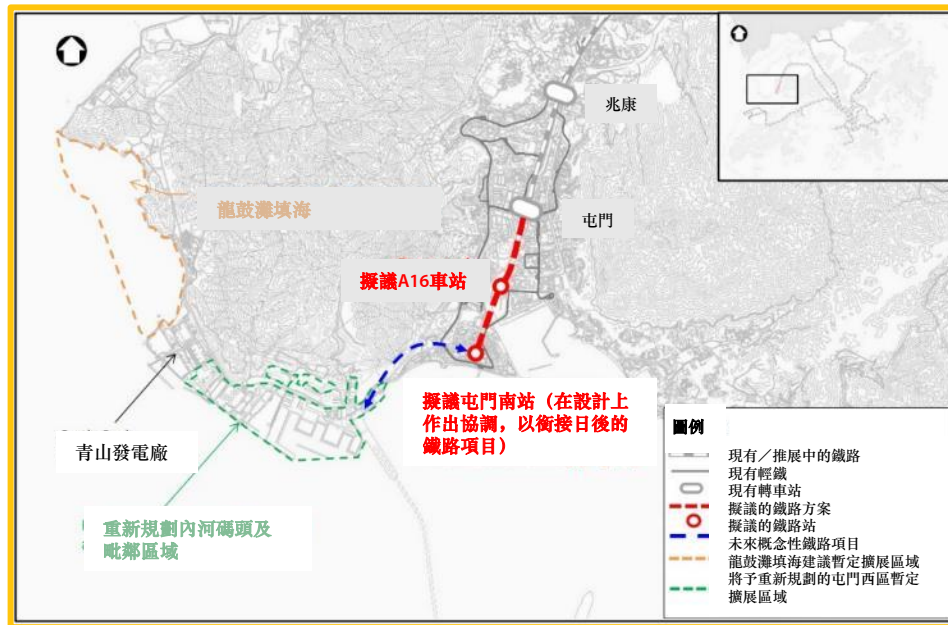 兆康
屯門
龍鼓灘填海
擬議A16車站
擬議屯門南站（在設計上
作出協調，以銜接日後的
鐵路項目）
青山發電廠
重新規劃內河碼頭及
毗鄰區域
圖例
現有／推展中的鐵路
現有輕鐵
現有轉車站
擬議的鐵路方案
擬議的鐵路站
未來概念性鐵路項目
龍鼓灘填海建議暫定擴展區域
將予重新規劃的屯門西區暫定
擴展區域